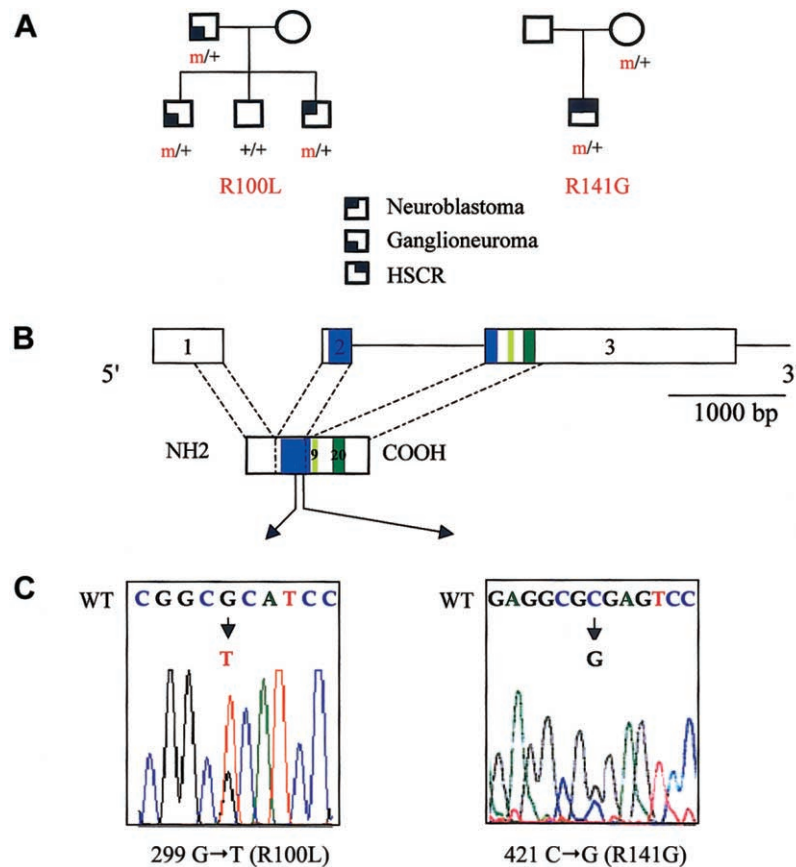 A
m/+
m/+
m/+ +/+ m/+
m/+
R100L
R141G
Neuroblastoma
Ganglioneuroma
HSCR
B
1 2 3
5' 3
1000 bp
NH2 9 20 COOH
C
WT CGGCGCATCC
T
299 G→T (R100L)
WT GAGGCGCGAGTCC
G
421 C→G (R141G)